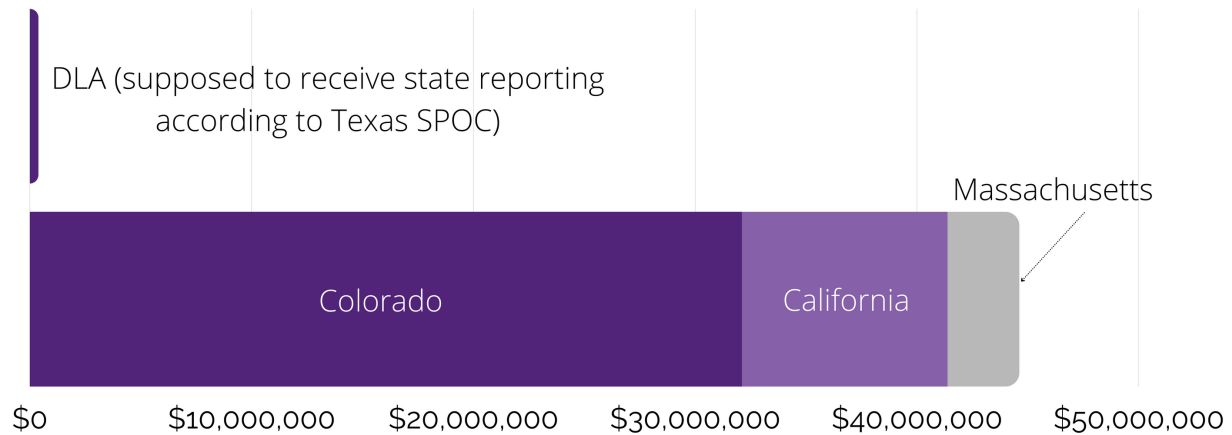 DLA (supposed to receive state reporting
according to Texas SPOC)
Massachusetts
Colorado
California
$0
$10,000,000
$20,000,000
$30,000,000
$40,000,000
$50,000,000